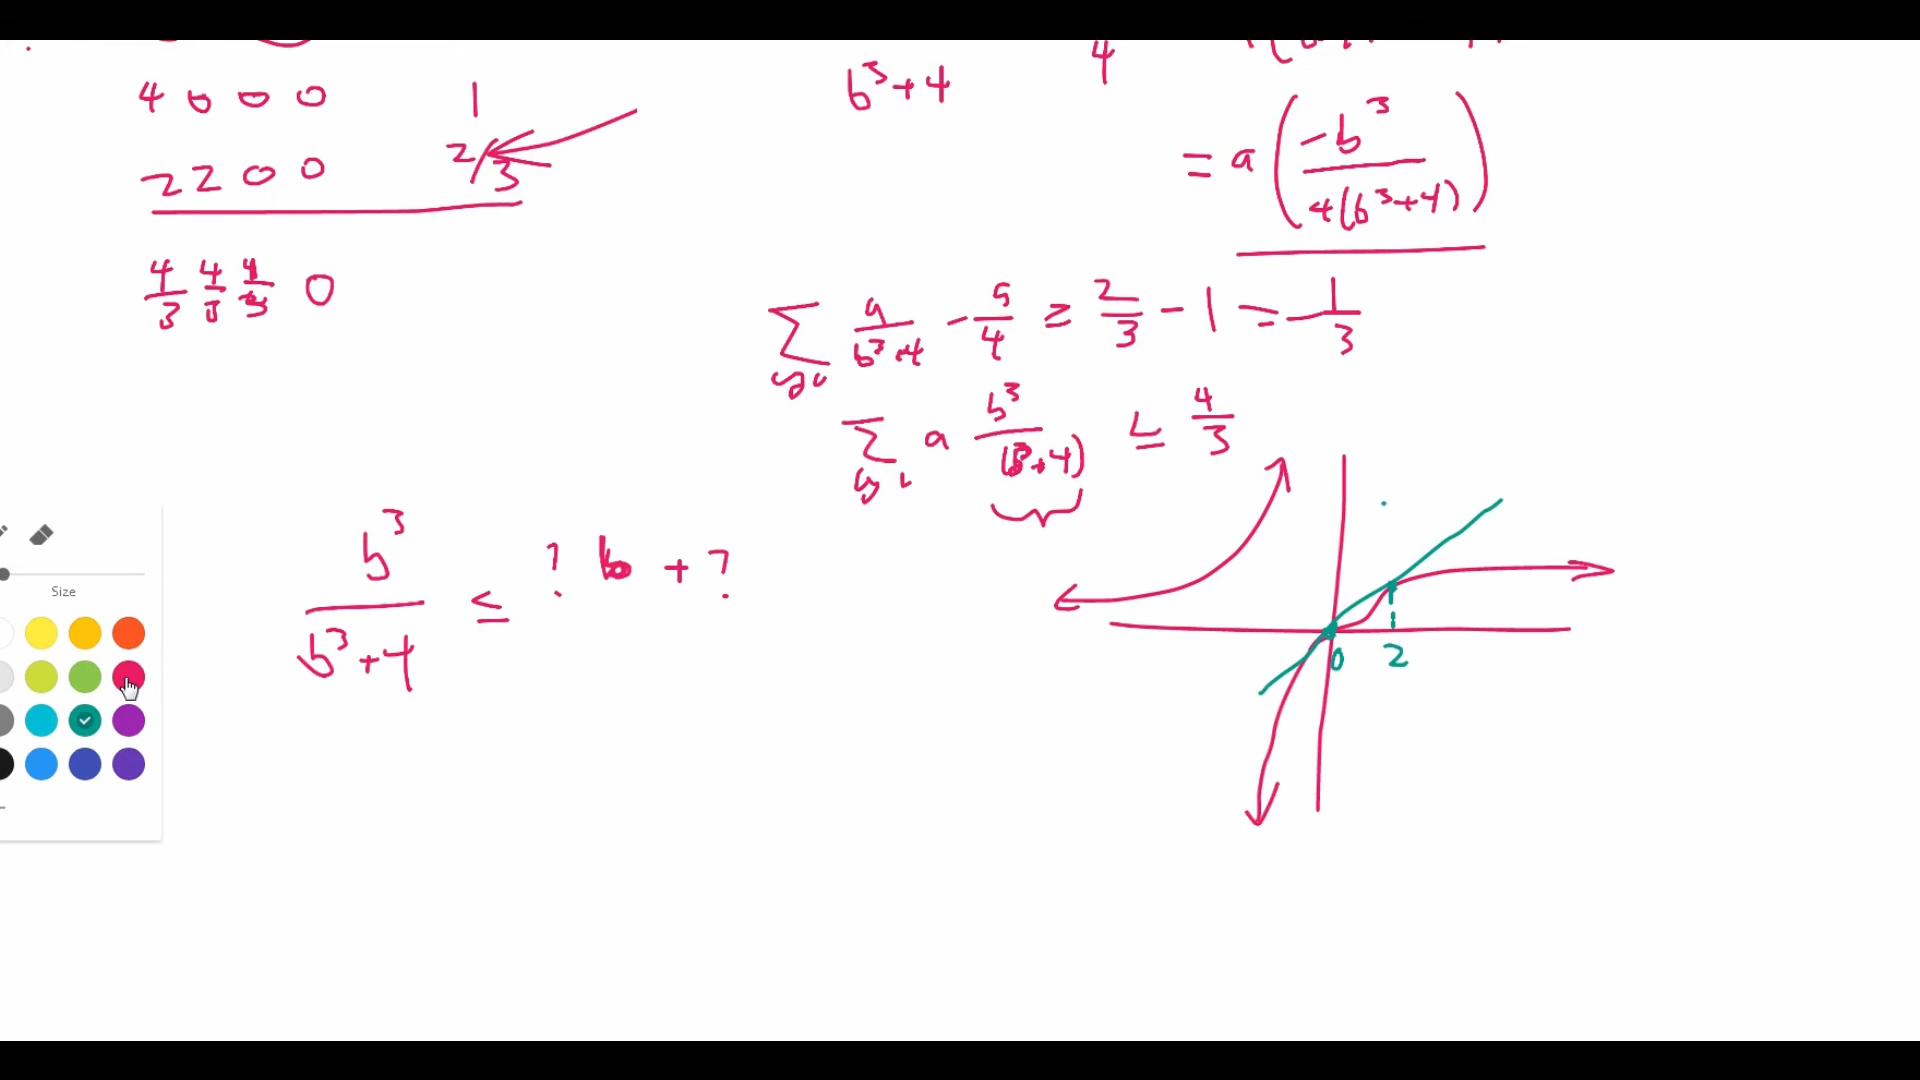 4 0 0 0 1
2 2 0 0 2/3
4/3 4/3 4/3 0
b³+4
4
= a(-b³/4(b³+4))
∑cyc a/b³+4 - a/4 ≥ 2/3 - 1 = -1/3
∑cyc a b³/(b³+4) ≤ 4/3
b³/b³+4 ≤ ? b + ?
0 2
Size